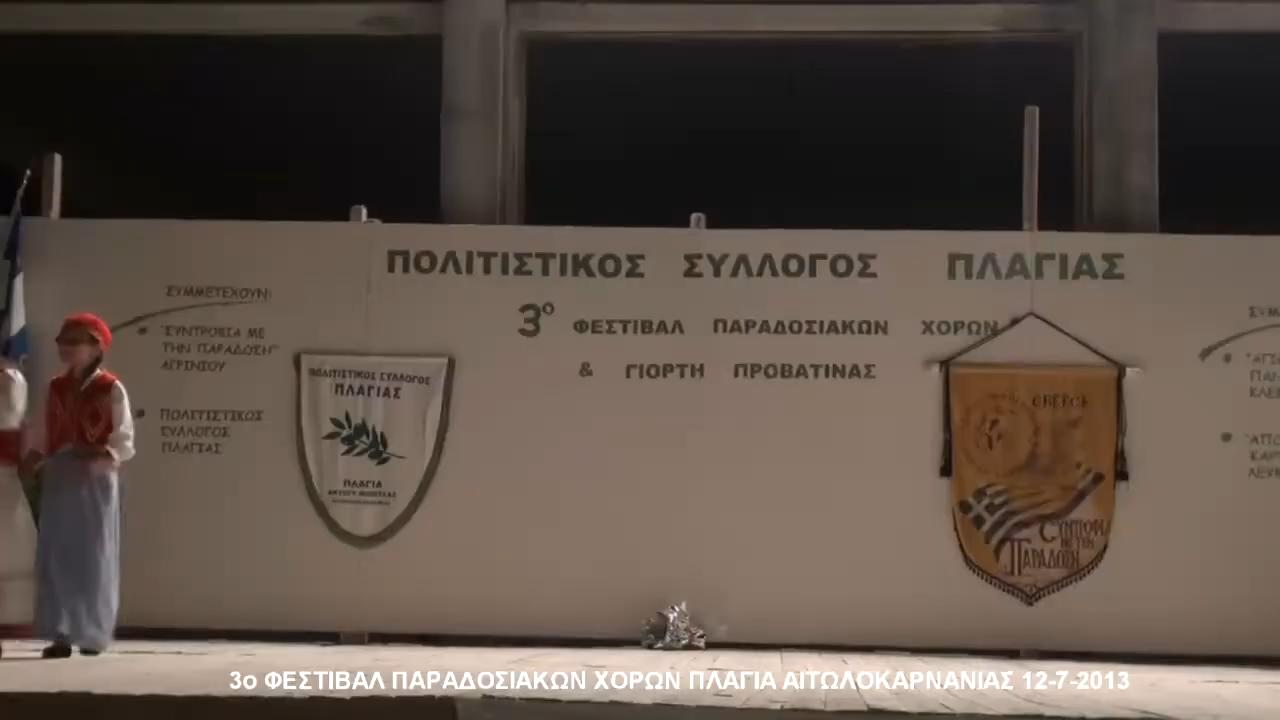 ΠΟΛΙΤΙΣΤΙΚΟΣ ΣΥΛΛΟΓΟΣ ΠΛΑΓΙΑΣ
3ο ΦΕΣΤΙΒΑΛ ΠΑΡΑΔΟΣΙΑΚΩΝ ΧΟΡΩΝ
& ΓΙΟΡΤΗ ΠΡΟΒΑΤΙΝΑΣ
ΣΥΜΜΕΤΕΧΟΥΝ:
"ΣΥΝΤΡΟΦΙΑ ΜΕ
ΤΗΝ ΠΑΡΑΔΟΣΗ"
ΑΓΡΙΝΙΟΥ
ΠΟΛΙΤΙΣΤΙΚΟΣ
ΣΥΛΛΟΓΟΣ
ΠΛΑΓΙΑΣ
ΠΟΛΙΤΙΣΤΙΚΟΣ ΣΥΛΛΟΓΟΣ
ΠΛΑΓΙΑΣ
ΠΛΑΓΙΑ
GREECE
ΣΥΝΤΡΟΦΙΑ
ΜΕ ΤΗΝ
ΠΑΡΑΔΟΣΗ
3ο ΦΕΣΤΙΒΑΛ ΠΑΡΑΔΟΣΙΑΚΩΝ ΧΟΡΩΝ ΠΛΑΓΙΑ ΑΙΤΩΛΟΚΑΡΝΑΝΙΑΣ 12-7-2013